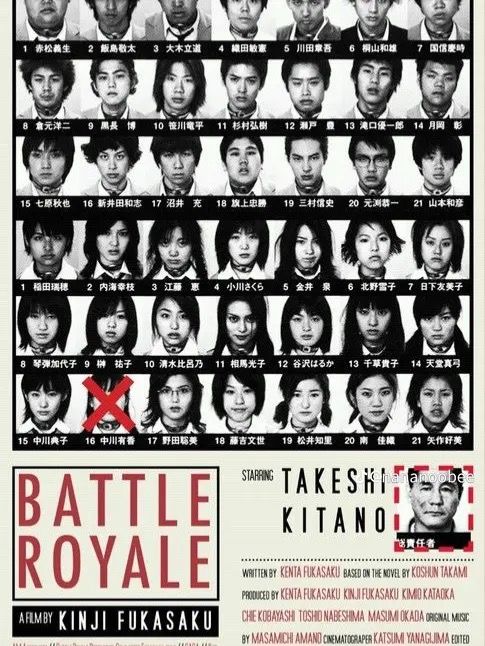 1 赤松義生 2 飯島敬太 3 大木立道 4 織田敏憲 5 川田章吾 6 桐山和雄 7 国信慶時
8 倉元洋二 9 黒長 博 10 笹川竜平 11 杉村弘樹 12 瀬戸 豊 13 滝口優一郎 14 月岡 彰
15 七原秋也 16 新井田和志 17 沼井 充 18 旗上忠勝 19 三村信史 20 元渕恭一 21 山本和彦
1 稲田瑞穂 2 内海幸枝 3 江藤 恵 4 小川さくら 5 金井 泉 6 北野雪子 7 日下友美子
8 琴弾加代子 9 榊 祐子 10 清水比呂乃 11 相馬光子 12 谷沢はるか 13 千草貴子 14 天堂真弓
15 中川典子 16 中川有香 17 野田聡美 18 藤吉文世 19 松井知里 20 南 佳織 21 矢作好美
BATTLE
ROYALE
A FILM BY KINJI FUKASAKU
STARRING TAKESHI
KITANO
nananoobee
総責任者
WRITTEN BY KENTA FUKASAKU BASED ON THE NOVEL BY KOSHUN TAKAMI
PRODUCED BY KENTA FUKASAKU KINJI FUKASAKU KIMIO KATAOKA
CHIE KOBAYASHI TOSHIO NABESHIMA MASUMI OKADA ORIGINAL MUSIC
BY MASAMICHI AMANO CINEMATOGRAPER KATSUMI YANAGIJIMA EDITED